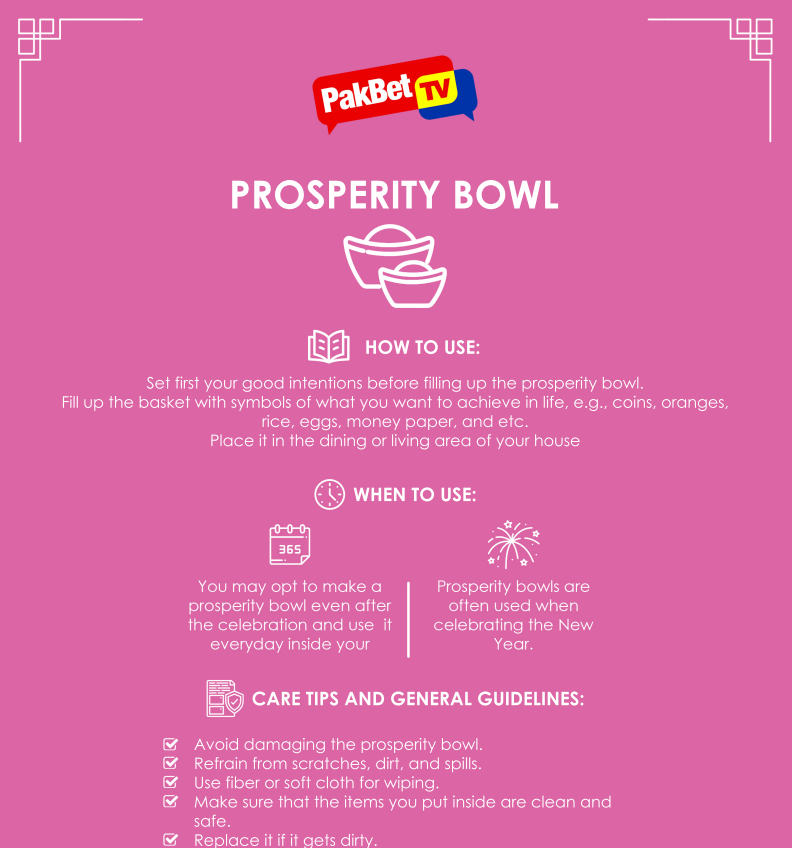 PakBet TV
PROSPERITY BOWL
HOW TO USE:
Set first your good intentions before filling up the prosperity bowl.
Fill up the basket with symbols of what you want to achieve in life, e.g., coins, oranges,
rice, eggs, money paper, and etc.
Place it in the dining or living area of your house
WHEN TO USE:
365
You may opt to make a
prosperity bowl even after
the celebration and use  it
everyday inside your
Prosperity bowls are
often used when
celebrating the New
Year.
CARE TIPS AND GENERAL GUIDELINES:
Avoid damaging the prosperity bowl.
Refrain from scratches, dirt, and spills.
Use fiber or soft cloth for wiping.
Make sure that the items you put inside are clean and
safe.
Replace it if it gets dirty.